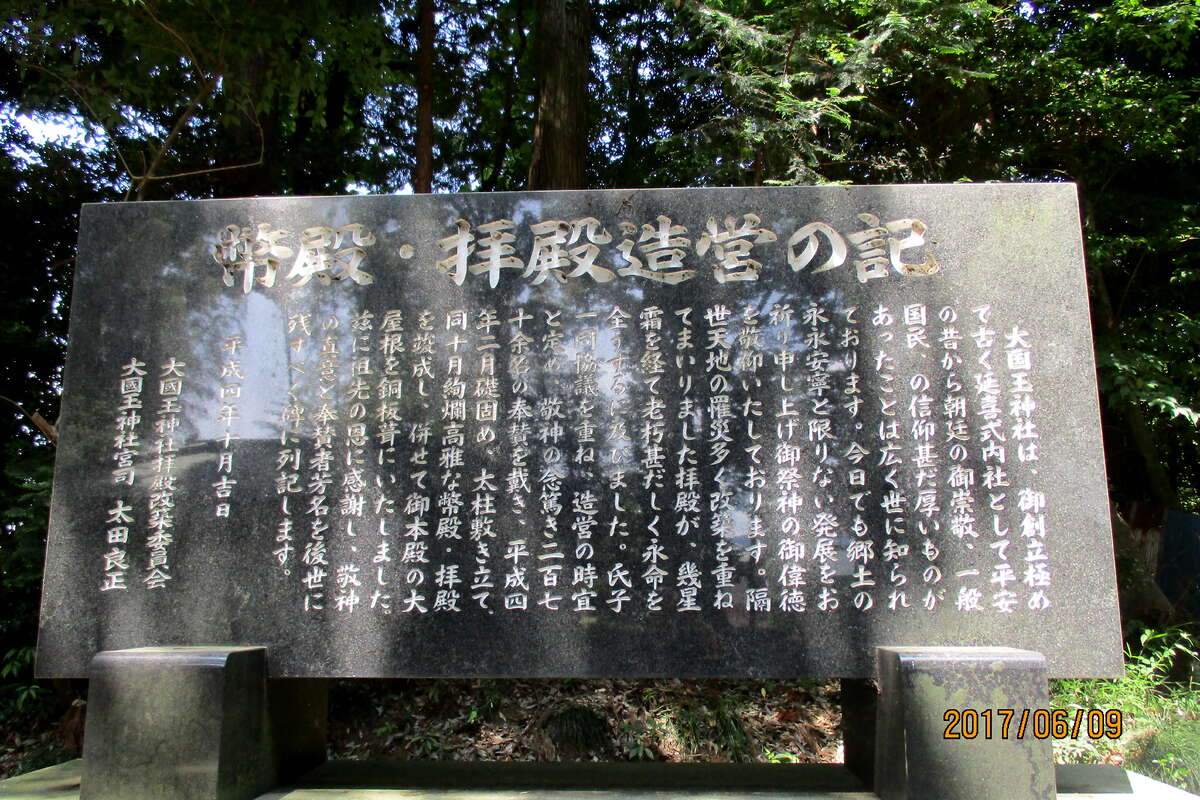 幣殿・拝殿造営の記
大国玉神社は、御創立極め
て古く延喜式内社として平安
の昔から朝廷の御崇敬、一般
国民、の信仰甚だ厚いものが
あったことは広く世に知られ
ております。今日でも郷土の
永永安寧と限りない発展をお
祈り申し上げ御祭神の御偉徳
を敬仰いたしております。隔
世天地の罹災多く改築を重ね
てまいりました拝殿が、幾星
霜を経て老朽甚だしく永命を
全うするに及びました。氏子
一同協議を重ね、造営の時宜
と定め、敬神の念篤き二百七
十余名の奉賛を戴き、平成四
年二月礎固め、太柱敷き立て、
同十月絢爛高雅な幣殿・拝殿
を竣成し、併せて御本殿の大
屋根を銅板葺にいたしました。
茲に祖先の恩に感謝し、敬神
の真意と奉賛者芳名を後世に
残すべく碑に列記します。
平成四年十月吉日
大國玉神社拝殿改築委員会
大國玉神社宮司 太田良正
2017/06/09